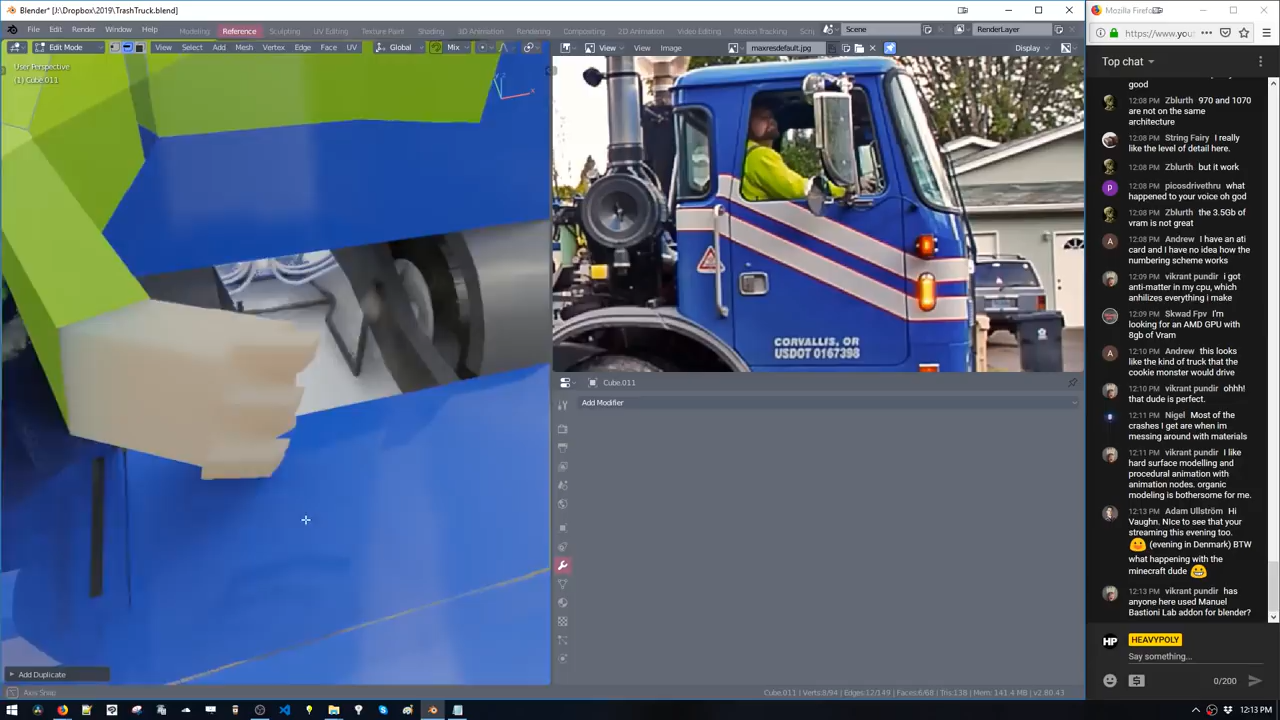 Blender* [J:\Dropbox\2019\TrashTruck.blend]
File Edit Render Window Help
Modeling Reference Sculpting UV Editing Texture Paint Shading 3D Animation Rendering Compositing 2D Animation Video Editing Motion Tracking Scri
Scene
RenderLayer
Edit Mode
View Select Add Mesh Vertex Edge Face UV
Global
Mix
User Perspective
(1) Cube.011
View
View Image
maxresdefault.jpg
Display
CORVALLIS, OR
USDOT 0167398
Cube.011
Add Modifier
Add Duplicate
Axis Snap
Cube.011 | Verts:8/94 | Edges:12/149 | Faces:6/68 | Tris:138 | Mem: 141.4 MB | v2.80.43
Mozilla Firefox
https://www.you
Top chat
good
12:08 PM Zblurth 970 and 1070
are not on the same
architecture
12:08 PM String Fairy I really
like the level of detail here.
12:08 PM Zblurth but it work
12:08 PM picosdrivethru what
happened to your voice oh god
12:08 PM Zblurth the 3.5Gb of
vram is not great
12:08 PM Andrew I have an ati
card and I have no idea how the
numbering scheme works
12:09 PM vikrant pundir i got
anti-matter in my cpu, which
anhilizes everything i make
12:09 PM Skwad Fpv I'm
looking for an AMD GPU with
8gb of Vram
12:10 PM Andrew this looks
like the kind of truck that the
cookie monster would drive
12:10 PM vikrant pundir ohhh!
that dude is perfect.
12:11 PM Nigel Most of the
crashes I get are when im
messing around with materials
12:11 PM vikrant pundir I like
hard surface modelling and
procedural animation with
animation nodes. organic
modeling is bothersome for me.
12:13 PM Adam Ullström Hi
Vaughn. NIce to see that your
streaming this evening too.
(evening in Denmark) BTW
what happening with the
minecraft dude
12:13 PM vikrant pundir has
anyone here used Manuel
Bastioni Lab addon for blender?
HP
HEAVYPOLY
Say something...
0/200
12:13 PM